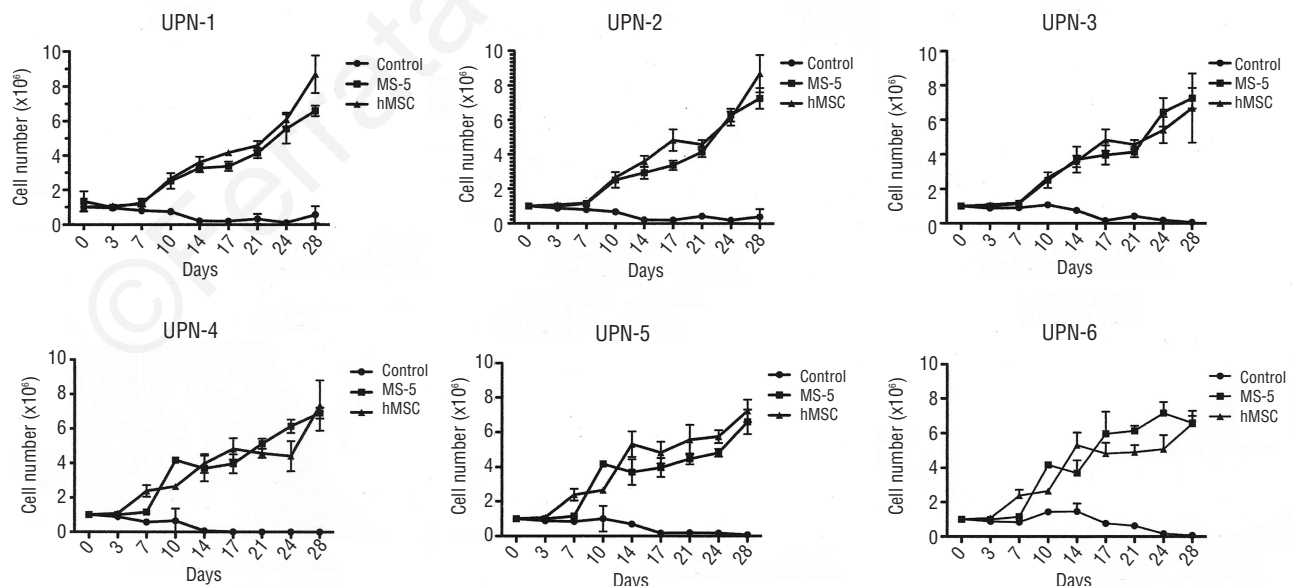 UPN-1
Cell number (x10⁶)
10
8
6
4
2
0
0 3 7 10 14 17 21 24 28
Days
Control
MS-5
hMSC
UPN-2
Cell number (x10⁶)
10
8
6
4
2
0
0 3 7 10 14 17 21 24 28
Days
Control
MS-5
hMSC
UPN-3
Cell number (x10⁶)
10
8
6
4
2
0
0 3 7 10 14 17 21 24 28
Days
Control
MS-5
hMSC
UPN-4
Cell number (x10⁶)
10
8
6
4
2
0
0 3 7 10 14 17 21 24 28
Days
Control
MS-5
hMSC
UPN-5
Cell number (x10⁶)
10
8
6
4
2
0
0 3 7 10 14 17 21 24 28
Days
Control
MS-5
hMSC
UPN-6
Cell number (x10⁶)
10
8
6
4
2
0
0 3 7 10 14 17 21 24 28
Days
Control
MS-5
hMSC
©Ferrata